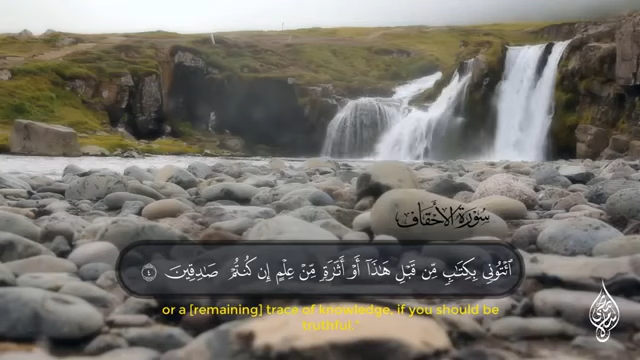 سُورَةُ الأَحْقَافِ
ٱئْتُونِى بِكِتَٰبٍ مِّن قَبْلِ هَٰذَآ أَوْ أَثَٰرَةٍ مِّنْ عِلْمٍ إِن كُنتُمْ صَٰدِقِينَ ٤
or a [remaining] trace of knowledge, if you should be
truthful."